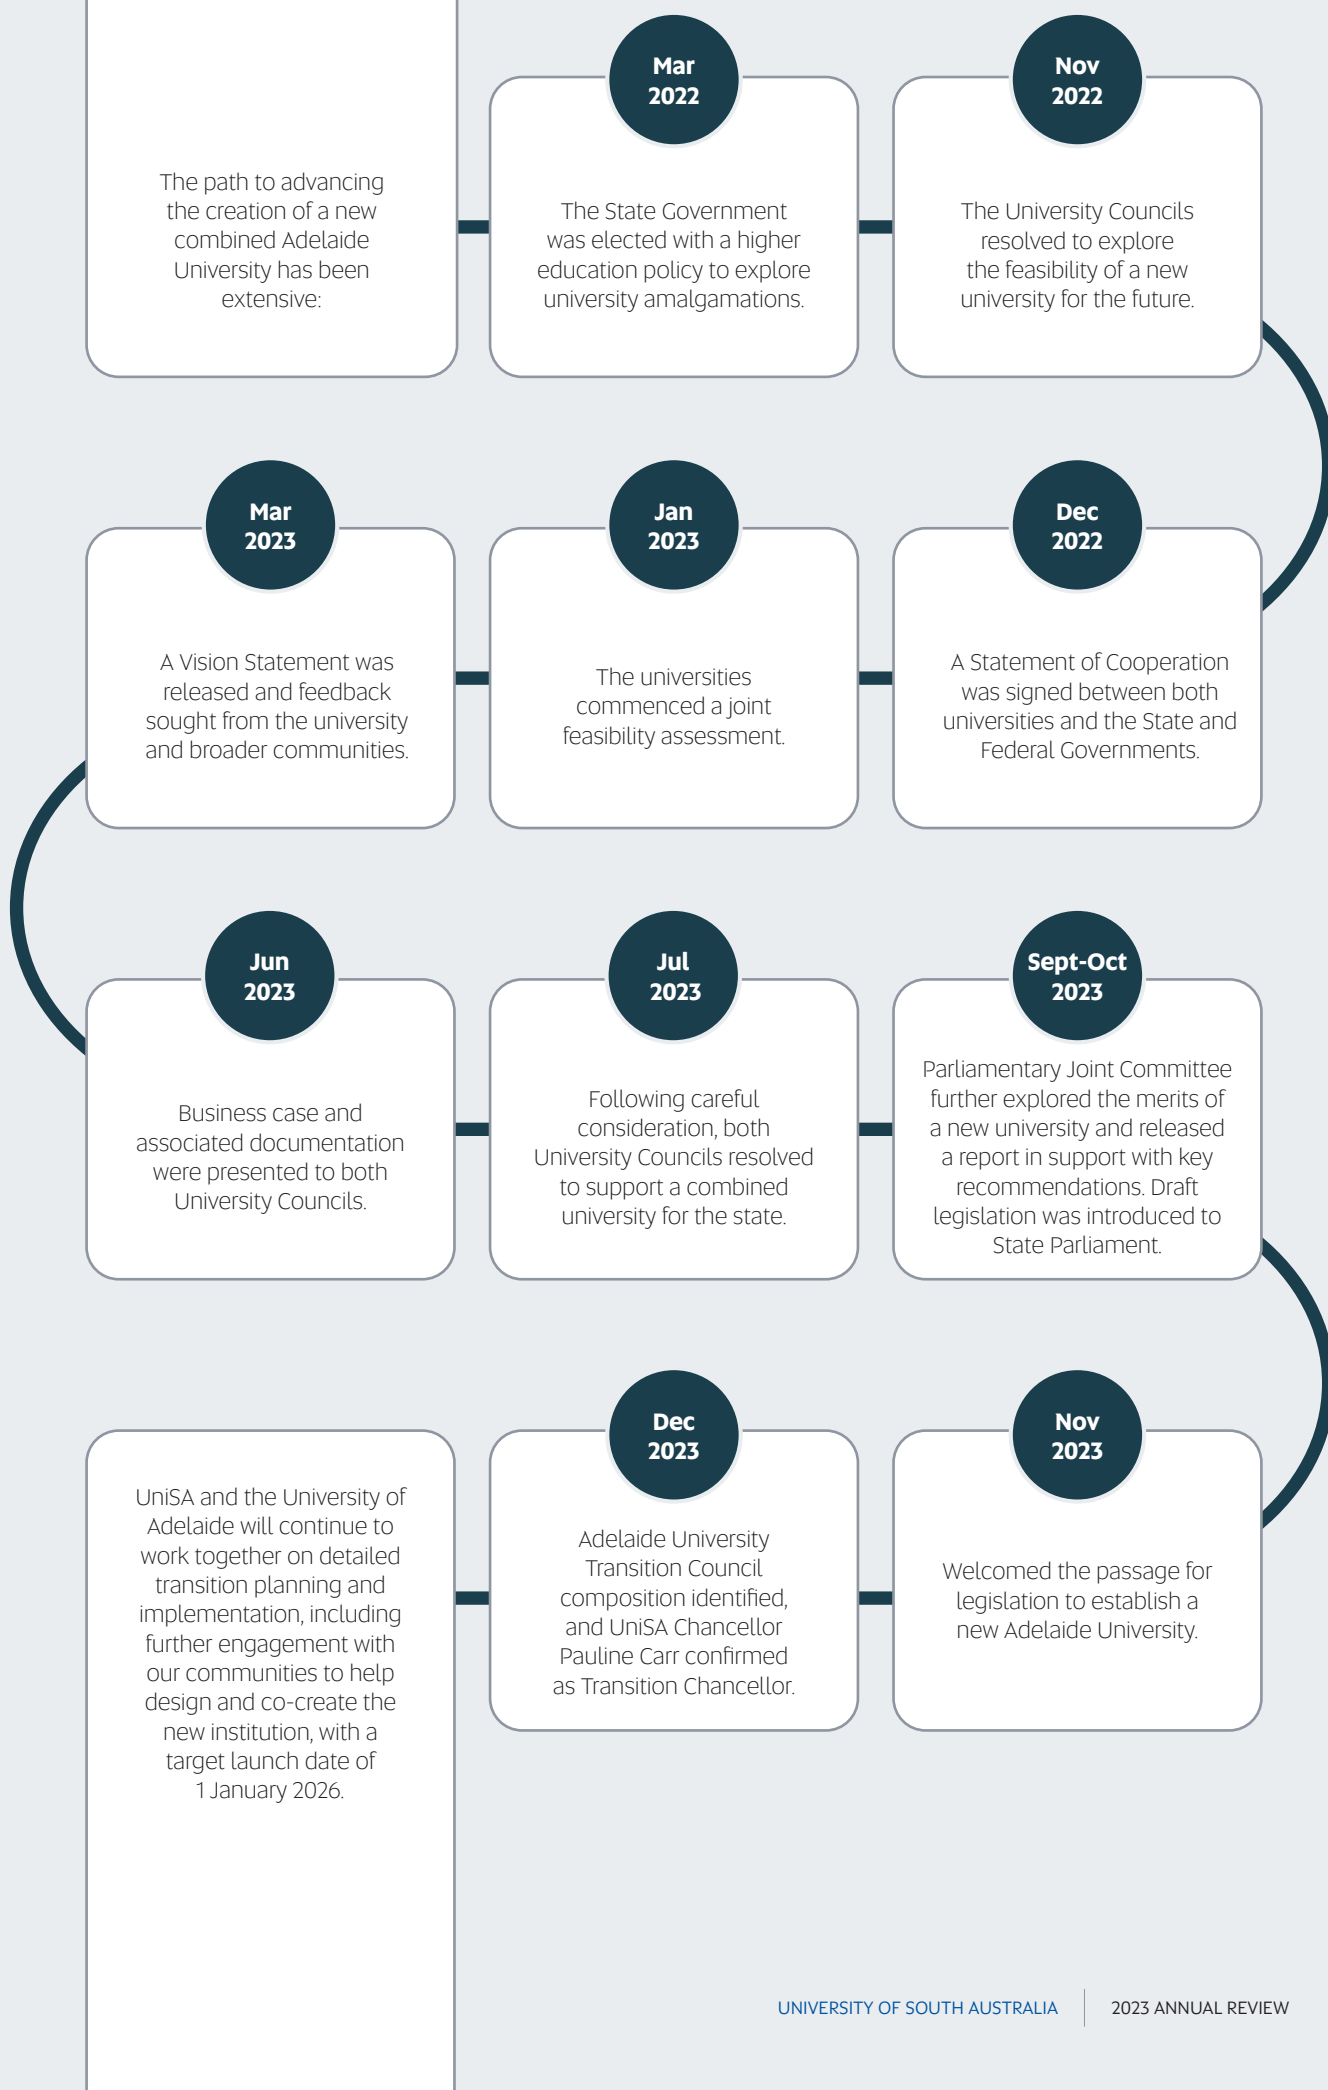 The path to advancing
the creation of a new
combined Adelaide
University has been
extensive:
Mar
2022
The State Government
was elected with a higher
education policy to explore
university amalgamations.
Nov
2022
The University Councils
resolved to explore
the feasibility of a new
university for the future.
Dec
2022
A Statement of Cooperation
was signed between both
universities and the State and
Federal Governments.
Jan
2023
The universities
commenced a joint
feasibility assessment.
Mar
2023
A Vision Statement was
released and feedback
sought from the university
and broader communities.
Jun
2023
Business case and
associated documentation
were presented to both
University Councils.
Jul
2023
Following careful
consideration, both
University Councils resolved
to support a combined
university for the state.
Sept-Oct
2023
Parliamentary Joint Committee
further explored the merits of
a new university and released
a report in support with key
recommendations. Draft
legislation was introduced to
State Parliament.
Nov
2023
Welcomed the passage for
legislation to establish a
new Adelaide University.
Dec
2023
Adelaide University
Transition Council
composition identified,
and UniSA Chancellor
Pauline Carr confirmed
as Transition Chancellor.
UniSA and the University of
Adelaide will continue to
work together on detailed
transition planning and
implementation, including
further engagement with
our communities to help
design and co-create the
new institution, with a
target launch date of
1 January 2026.
UNIVERSITY OF SOUTH AUSTRALIA
2023 ANNUAL REVIEW